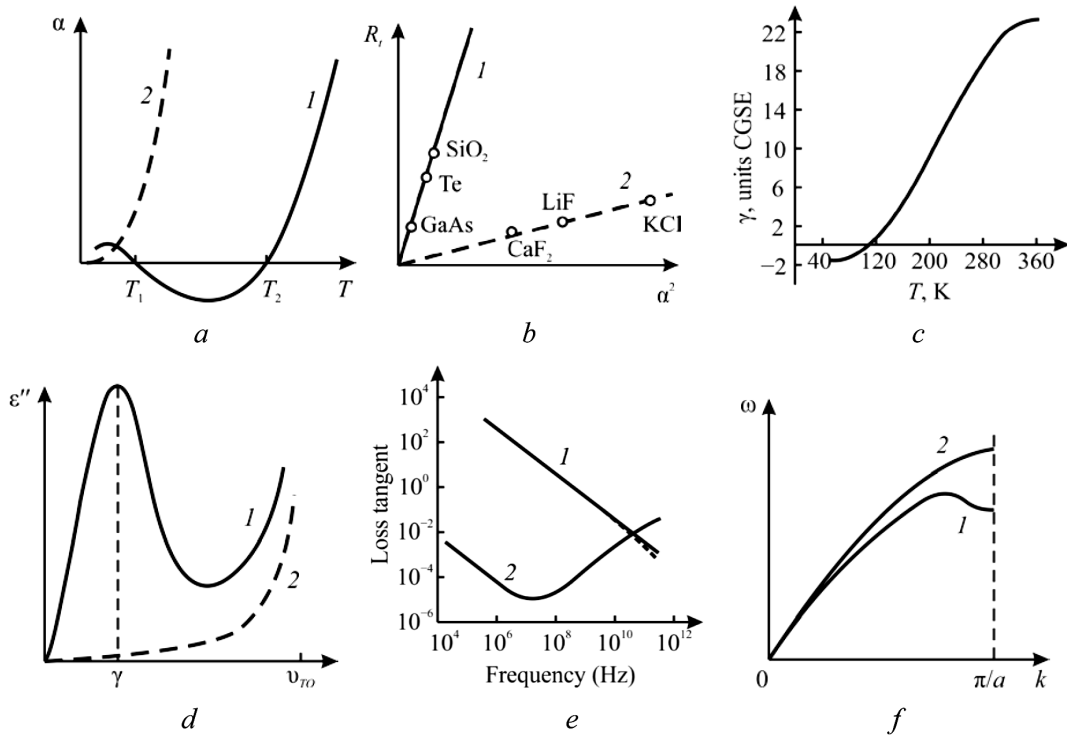 α
2
1
T₁
T₂
T
a
Rₜ
1
SiO₂
Te
GaAs
2
LiF
KCl
CaF₂
α²
b
γ, units CGSE
22
18
14
10
6
2
−2
40
120
200
280
360
T, K
c
ε″
1
2
γ
υ_TO
d
Loss tangent
10⁴
10²
10⁰
10⁻²
10⁻⁴
10⁻⁶
1
2
10⁴
10⁶
10⁸
10¹⁰
10¹²
Frequency (Hz)
e
ω
2
1
0
π/a
k
f